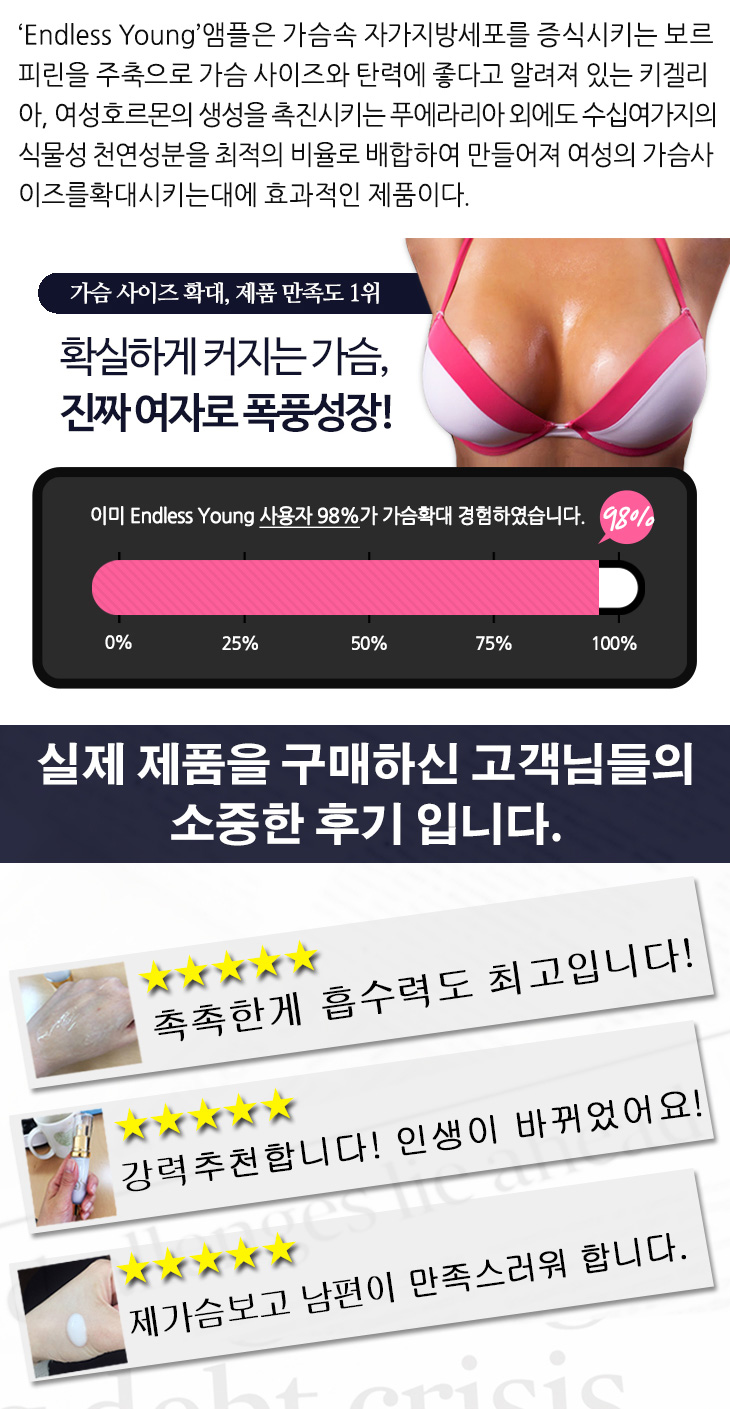 ‘Endless Young’앰플은 가슴속 자가지방세포를 증식시키는 보르
피린을 주축으로 가슴 사이즈와 탄력에 좋다고 알려져 있는 키겔리
아, 여성호르몬의 생성을 촉진시키는 푸에라리아 외에도 수십여가지의
식물성 천연성분을 최적의 비율로 배합하여 만들어져 여성의 가슴사
이즈를확대시키는대에 효과적인 제품이다.
가슴 사이즈 확대, 제품 만족도 1위
확실하게 커지는 가슴,
진짜 여자로 폭풍성장!
이미 Endless Young 사용자 98%가 가슴확대 경험하였습니다.
98%
0% 25% 50% 75% 100%
실제 제품을 구매하신 고객님들의
소중한 후기 입니다.
촉촉한게 흡수력도 최고입니다!
강력추천합니다! 인생이 바뀌었어요!
challenges lie ahead
제가슴보고 남편이 만족스러워 합니다.
debt crisis